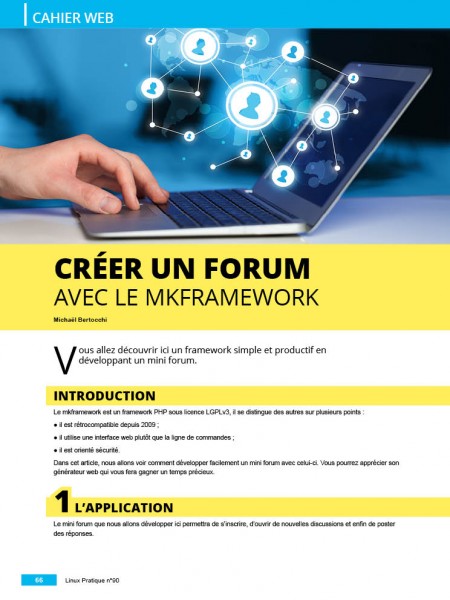 CAHIER WEB
CRÉER UN FORUM
AVEC LE MKFRAMEWORK
Michaël Bertocchi
Vous allez découvrir ici un framework simple et productif en
développant un mini forum.
INTRODUCTION
Le mkframework est un framework PHP sous licence LGPLv3, il se distingue des autres sur plusieurs points :
● il est rétrocompatible depuis 2009 ;
● il utilise une interface web plutôt que la ligne de commandes ;
● il est orienté sécurité.
Dans cet article, nous allons voir comment développer facilement un mini forum avec celui-ci. Vous pourrez apprécier son
générateur web qui vous fera gagner un temps précieux.
1 L'APPLICATION
Le mini forum que nous allons développer ici permettra de s'inscrire, d'ouvrir de nouvelles discussions et enfin de poster
des réponses.
66 Linux Pratique n°90